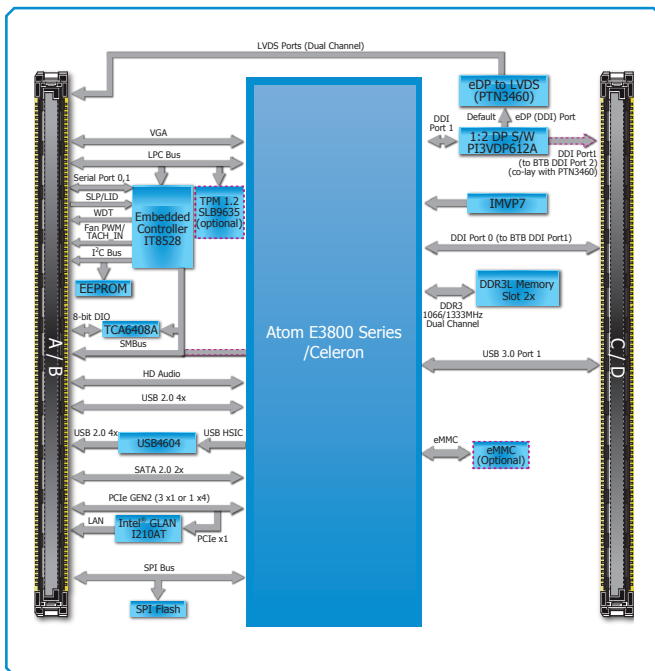 LVDS Ports (Dual Channel)
eDP to LVDS
(PTN3460)
Default
eDP (DDI) Port
DDI
Port 1
1:2 DP S/W
PI3VDP612A
DDI Port1
(to BTB DDI Port 2)
(co-lay with PTN3460)
VGA
LPC Bus
Serial Port 0,1
SLP/LID
WDT
Fan PWM/
TACH_IN
I²C Bus
Embedded
Controller
IT8528
TPM 1.2
SLB9635
(optional)
EEPROM
8-bit DIO
TCA6408A
SMBus
HD Audio
USB 2.0 4x
USB 2.0 4x
USB4604
USB HSIC
SATA 2.0 2x
PCIe GEN2 (3 x1 or 1 x4)
LAN
Intel® GLAN
I210AT
PCIe x1
SPI Bus
SPI Flash
A / B
Atom E3800 Series
/Celeron
IMVP7
DDI Port 0 (to BTB DDI Port1)
DDR3L Memory
Slot 2x
DDR3
1066/1333MHz
Dual Channel
USB 3.0 Port 1
eMMC
eMMC
(Optional)
C / D